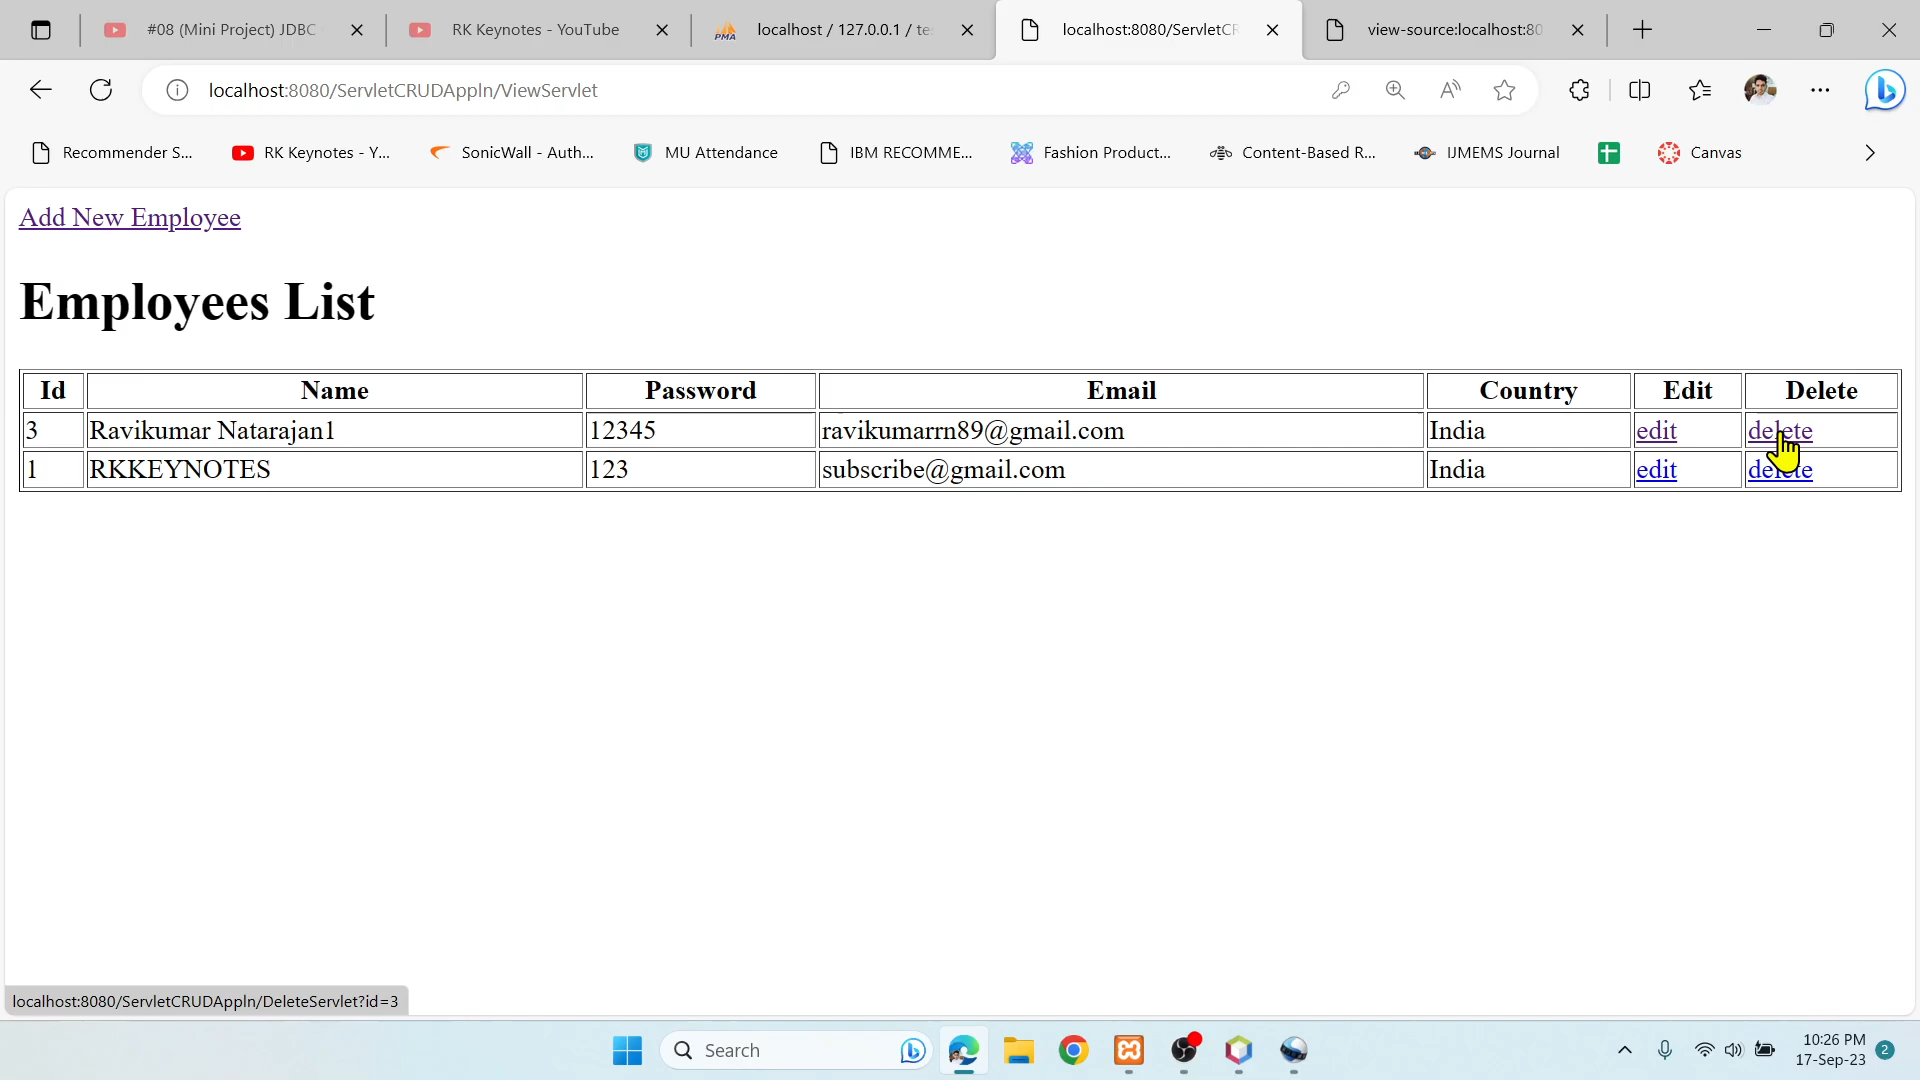 #08 (Mini Project) JDBC
RK Keynotes - YouTube
PMA
localhost / 127.0.0.1 / te
localhost:8080/ServletCR
view-source:localhost:80
localhost:8080/ServletCRUDAppln/ViewServlet
Recommender S...
RK Keynotes - Y...
SonicWall - Auth...
MU Attendance
IBM RECOMME...
Fashion Product...
Content-Based R...
IJMEMS Journal
Canvas
Add New Employee
Employees List
Id Name Password Email Country Edit Delete
3 Ravikumar Natarajan1 12345 ravikumarrn89@gmail.com India edit delete
1 RKKEYNOTES 123 subscribe@gmail.com India edit delete
localhost:8080/ServletCRUDAppln/DeleteServlet?id=3
Search
10:26 PM
17-Sep-23
2